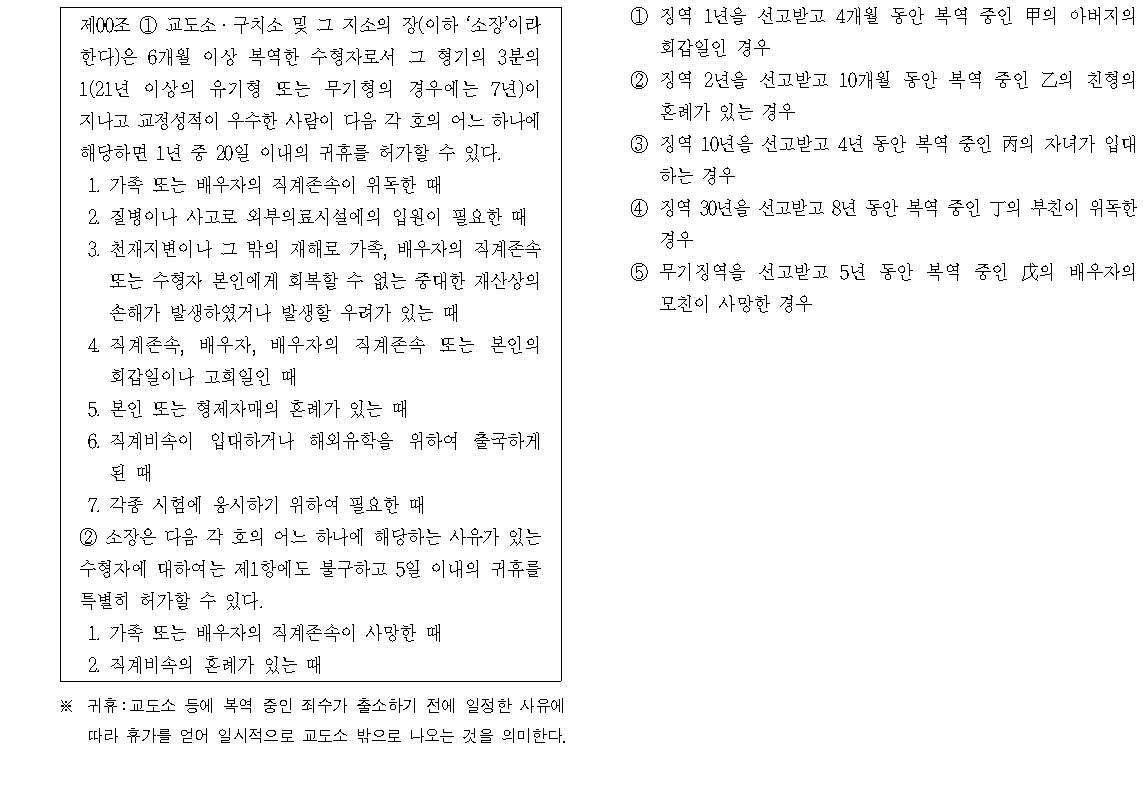 제00조 ① 교도소·구치소 및 그 지소의 장(이하 ‘소장’이라
한다)은 6개월 이상 복역한 수형자로서 그 형기의 3분의
1(21년 이상의 유기형 또는 무기형의 경우에는 7년)이
지나고 교정성적이 우수한 사람이 다음 각 호의 어느 하나에
해당하면 1년 중 20일 이내의 귀휴를 허가할 수 있다.
1. 가족 또는 배우자의 직계존속이 위독한 때
2. 질병이나 사고로 외부의료시설에의 입원이 필요한 때
3. 천재지변이나 그 밖의 재해로 가족, 배우자의 직계존속
또는 수형자 본인에게 회복할 수 없는 중대한 재산상의
손해가 발생하였거나 발생할 우려가 있는 때
4. 직계존속, 배우자, 배우자의 직계존속 또는 본인의
회갑일이나 고희일인 때
5. 본인 또는 형제자매의 혼례가 있는 때
6. 직계비속이 입대하거나 해외유학을 위하여 출국하게
된 때
7. 각종 시험에 응시하기 위하여 필요한 때
② 소장은 다음 각 호의 어느 하나에 해당하는 사유가 있는
수형자에 대하여는 제1항에도 불구하고 5일 이내의 귀휴를
특별히 허가할 수 있다.
1. 가족 또는 배우자의 직계존속이 사망한 때
2. 직계비속의 혼례가 있는 때
※ 귀휴:교도소 등에 복역 중인 죄수가 출소하기 전에 일정한 사유에
따라 휴가를 얻어 일시적으로 교도소 밖으로 나오는 것을 의미한다.
① 징역 1년을 선고받고 4개월 동안 복역 중인 甲의 아버지의
회갑일인 경우
② 징역 2년을 선고받고 10개월 동안 복역 중인 乙의 친형의
혼례가 있는 경우
③ 징역 10년을 선고받고 4년 동안 복역 중인 丙의 자녀가 입대
하는 경우
④ 징역 30년을 선고받고 8년 동안 복역 중인 丁의 부친이 위독한
경우
⑤ 무기징역을 선고받고 5년 동안 복역 중인 戊의 배우자의
모친이 사망한 경우